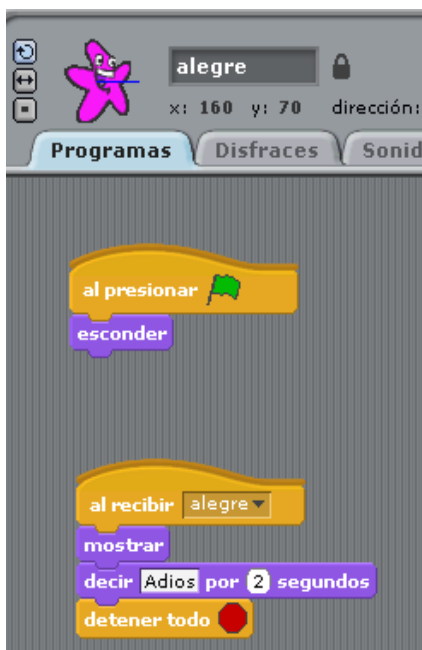 alegre
x: 160 y: 70 dirección:
Programas Disfraces Sonid
al presionar
esconder
al recibir alegre
mostrar
decir Adios por 2 segundos
detener todo